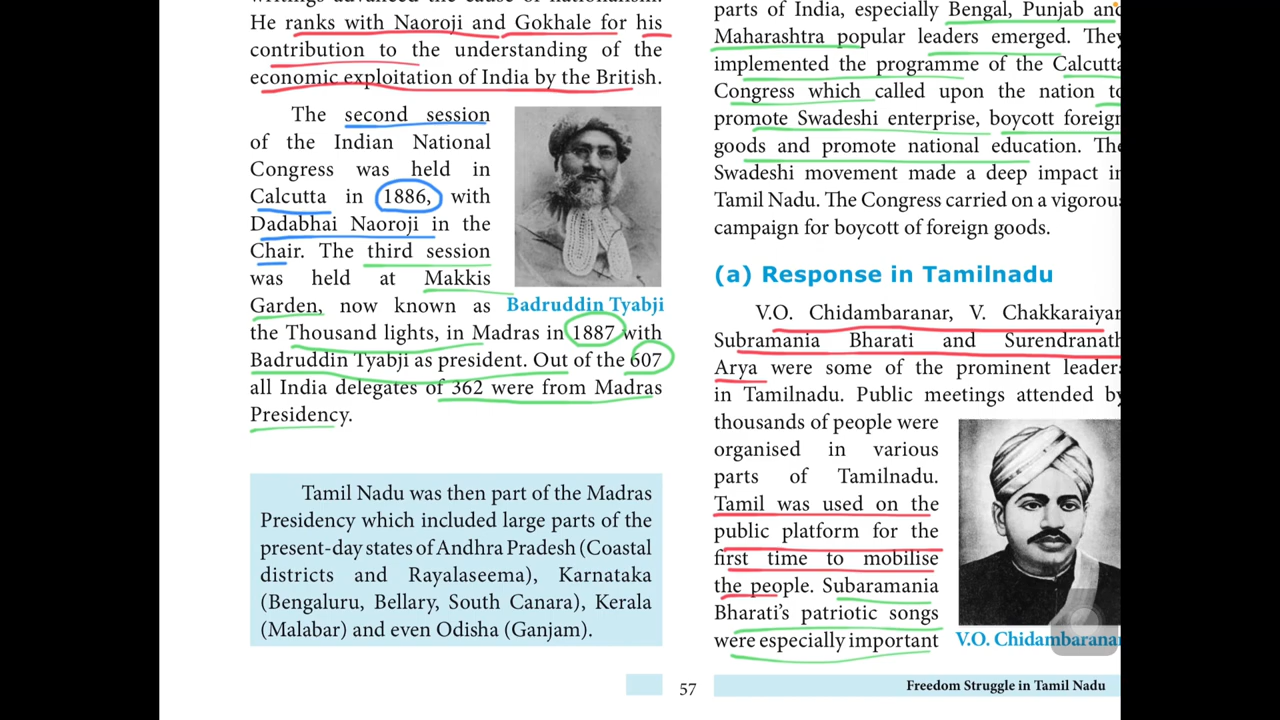 He ranks with Naoroji and Gokhale for his
contribution to the understanding of the
economic exploitation of India by the British.
The second session
of the Indian National
Congress was held in
Calcutta in 1886, with
Dadabhai Naoroji in the
Chair. The third session
was held at Makkis
Garden, now known as
the Thousand lights, in Madras in 1887 with
Badruddin Tyabji as president. Out of the 607
all India delegates of 362 were from Madras
Presidency.
Badruddin Tyabji
Tamil Nadu was then part of the Madras
Presidency which included large parts of the
present-day states of Andhra Pradesh (Coastal
districts and Rayalaseema), Karnataka
(Bengaluru, Bellary, South Canara), Kerala
(Malabar) and even Odisha (Ganjam).
57
parts of India, especially Bengal, Punjab and
Maharashtra popular leaders emerged. They
implemented the programme of the Calcutta
Congress which called upon the nation to
promote Swadeshi enterprise, boycott foreign
goods and promote national education. The
Swadeshi movement made a deep impact in
Tamil Nadu. The Congress carried on a vigorous
campaign for boycott of foreign goods.
(a) Response in Tamilnadu
V.O. Chidambaranar, V. Chakkaraiyar
Subramania Bharati and Surendranath
Arya were some of the prominent leaders
in Tamilnadu. Public meetings attended by
thousands of people were
organised in various
parts of Tamilnadu.
Tamil was used on the
public platform for the
first time to mobilise
the people. Subaramania
Bharati's patriotic songs
were especially important
V.O. Chidambaranar
Freedom Struggle in Tamil Nadu